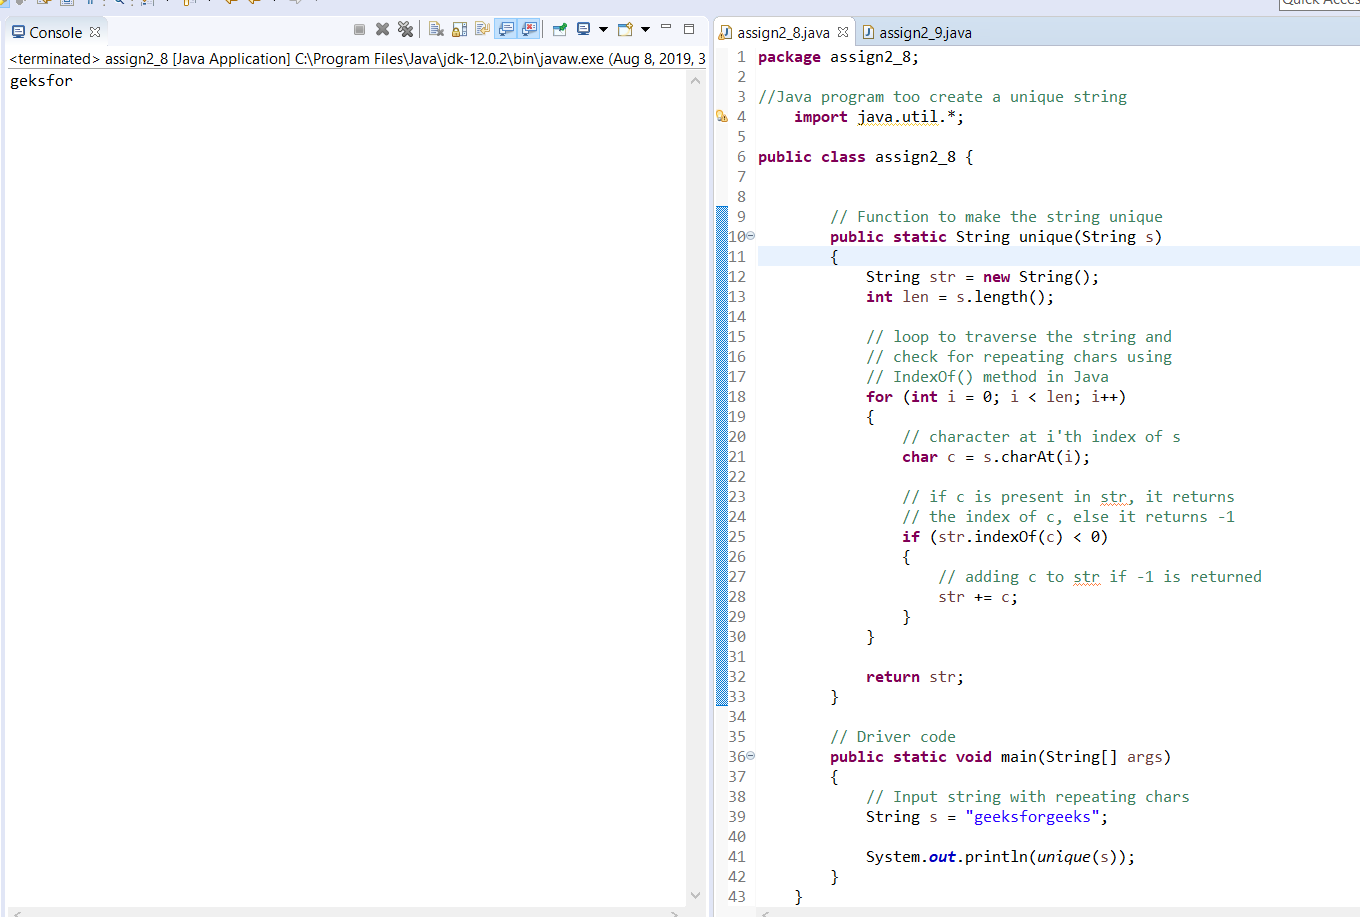 Console
<terminated> assign2_8 [Java Application] C:\Program Files\Java\jdk-12.0.2\bin\javaw.exe (Aug 8, 2019, 3
geksfor
assign2_8.java
assign2_9.java
1 package assign2_8;
2
3 //Java program too create a unique string
4     import java.util.*;
5
6 public class assign2_8 {
7
8
9         // Function to make the string unique
10         public static String unique(String s)
11         {
12             String str = new String();
13             int len = s.length();
14
15             // loop to traverse the string and
16             // check for repeating chars using
17             // IndexOf() method in Java
18             for (int i = 0; i < len; i++)
19             {
20                 // character at i'th index of s
21                 char c = s.charAt(i);
22
23                 // if c is present in str, it returns
24                 // the index of c, else it returns -1
25                 if (str.indexOf(c) < 0)
26                 {
27                     // adding c to str if -1 is returned
28                     str += c;
29                 }
30             }
31
32             return str;
33         }
34
35         // Driver code
36         public static void main(String[] args)
37         {
38             // Input string with repeating chars
39             String s = "geeksforgeeks";
40
41             System.out.println(unique(s));
42         }
43     }